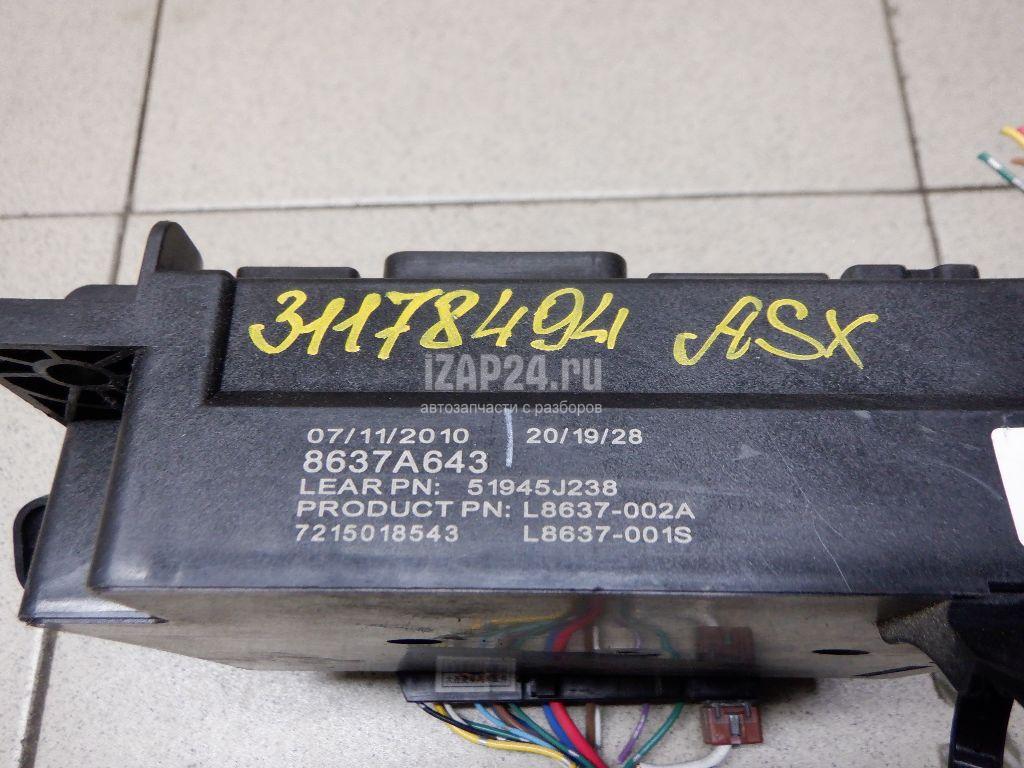 31178494 ASX
iZAP24.ru
автозапчасти с разборов
07/11/2010 20/19/28
8637A643
LEAR PN: 51945J238
PRODUCT PN: L8637-002A
7215018543 L8637-001S